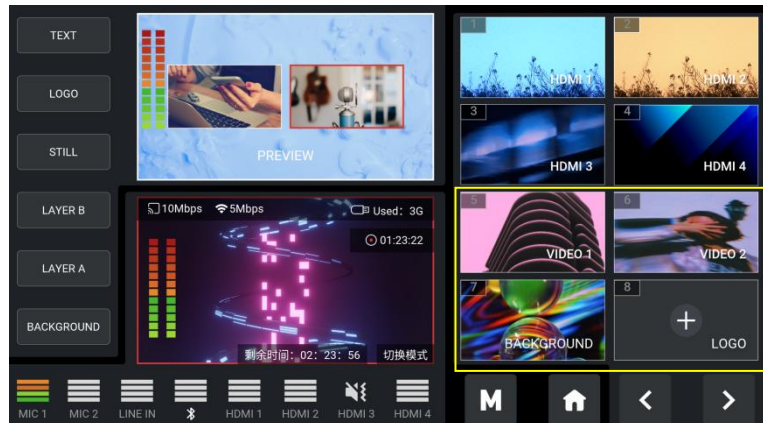 TEXT
LOGO
STILL
LAYER B
LAYER A
BACKGROUND
PREVIEW
10Mbps 5Mbps Used: 3G
01:23:22
剩余时间: 02: 23: 56 切换模式
MIC 1 MIC 2 LINE IN HDMI 1 HDMI 2 HDMI 3 HDMI 4
1 HDMI 1
2 HDMI 2
3 HDMI 3
4 HDMI 4
5 VIDEO 1
6 VIDEO 2
7 BACKGROUND
8 LOGO
M